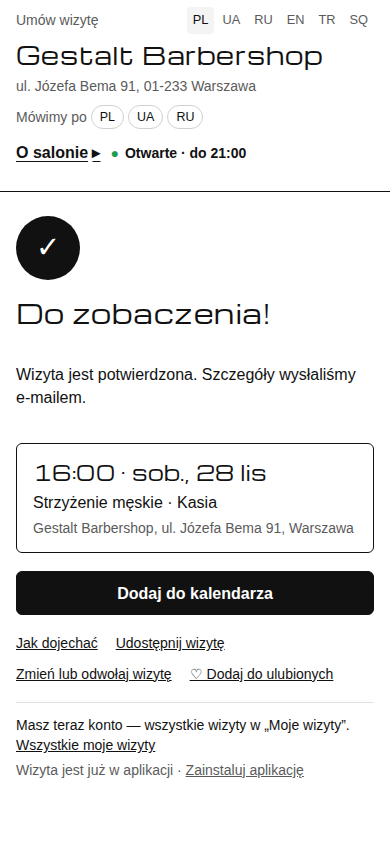 Umów wizytę PL UA RU EN TR SQ
Gestalt Barbershop
ul. Józefa Bema 91, 01-233 Warszawa
Mówimy po PL UA RU
O salonie ▸ ● Otwarte · do 21:00
✓
Do zobaczenia!
Wizyta jest potwierdzona. Szczegóły wysłaliśmy
e-mailem.
16:00 · sob., 28 lis
Strzyżenie męskie · Kasia
Gestalt Barbershop, ul. Józefa Bema 91, Warszawa
Dodaj do kalendarza
Jak dojechać Udostępnij wizytę
Zmień lub odwołaj wizytę ♡ Dodaj do ulubionych
Masz teraz konto — wszystkie wizyty w „Moje wizyty”.
Wszystkie moje wizyty
Wizyta jest już w aplikacji · Zainstaluj aplikację